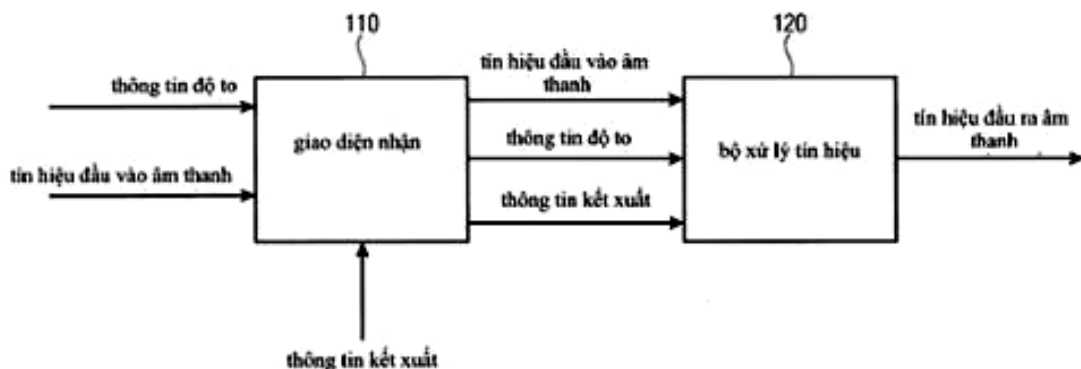 110
120
thông tin độ to
tín hiệu đầu vào âm thanh
giao diện nhận
thông tin kết xuất
tín hiệu đầu vào âm
thanh
thông tin độ to
thông tin kết xuất
bộ xử lý tín hiệu
tín hiệu đầu ra âm
thanh